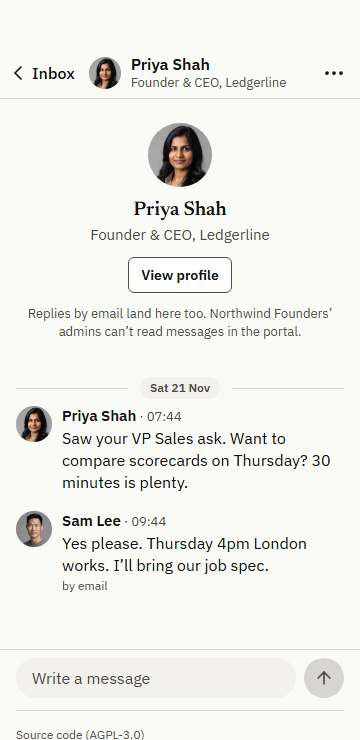 Inbox
Priya Shah
Founder & CEO, Ledgerline
Priya Shah
Founder & CEO, Ledgerline
View profile
Replies by email land here too. Northwind Founders’
admins can’t read messages in the portal.
Sat 21 Nov
Priya Shah · 07:44
Saw your VP Sales ask. Want to
compare scorecards on Thursday? 30
minutes is plenty.
Sam Lee · 09:44
Yes please. Thursday 4pm London
works. I’ll bring our job spec.
by email
Write a message
Source code (AGPL-3.0)